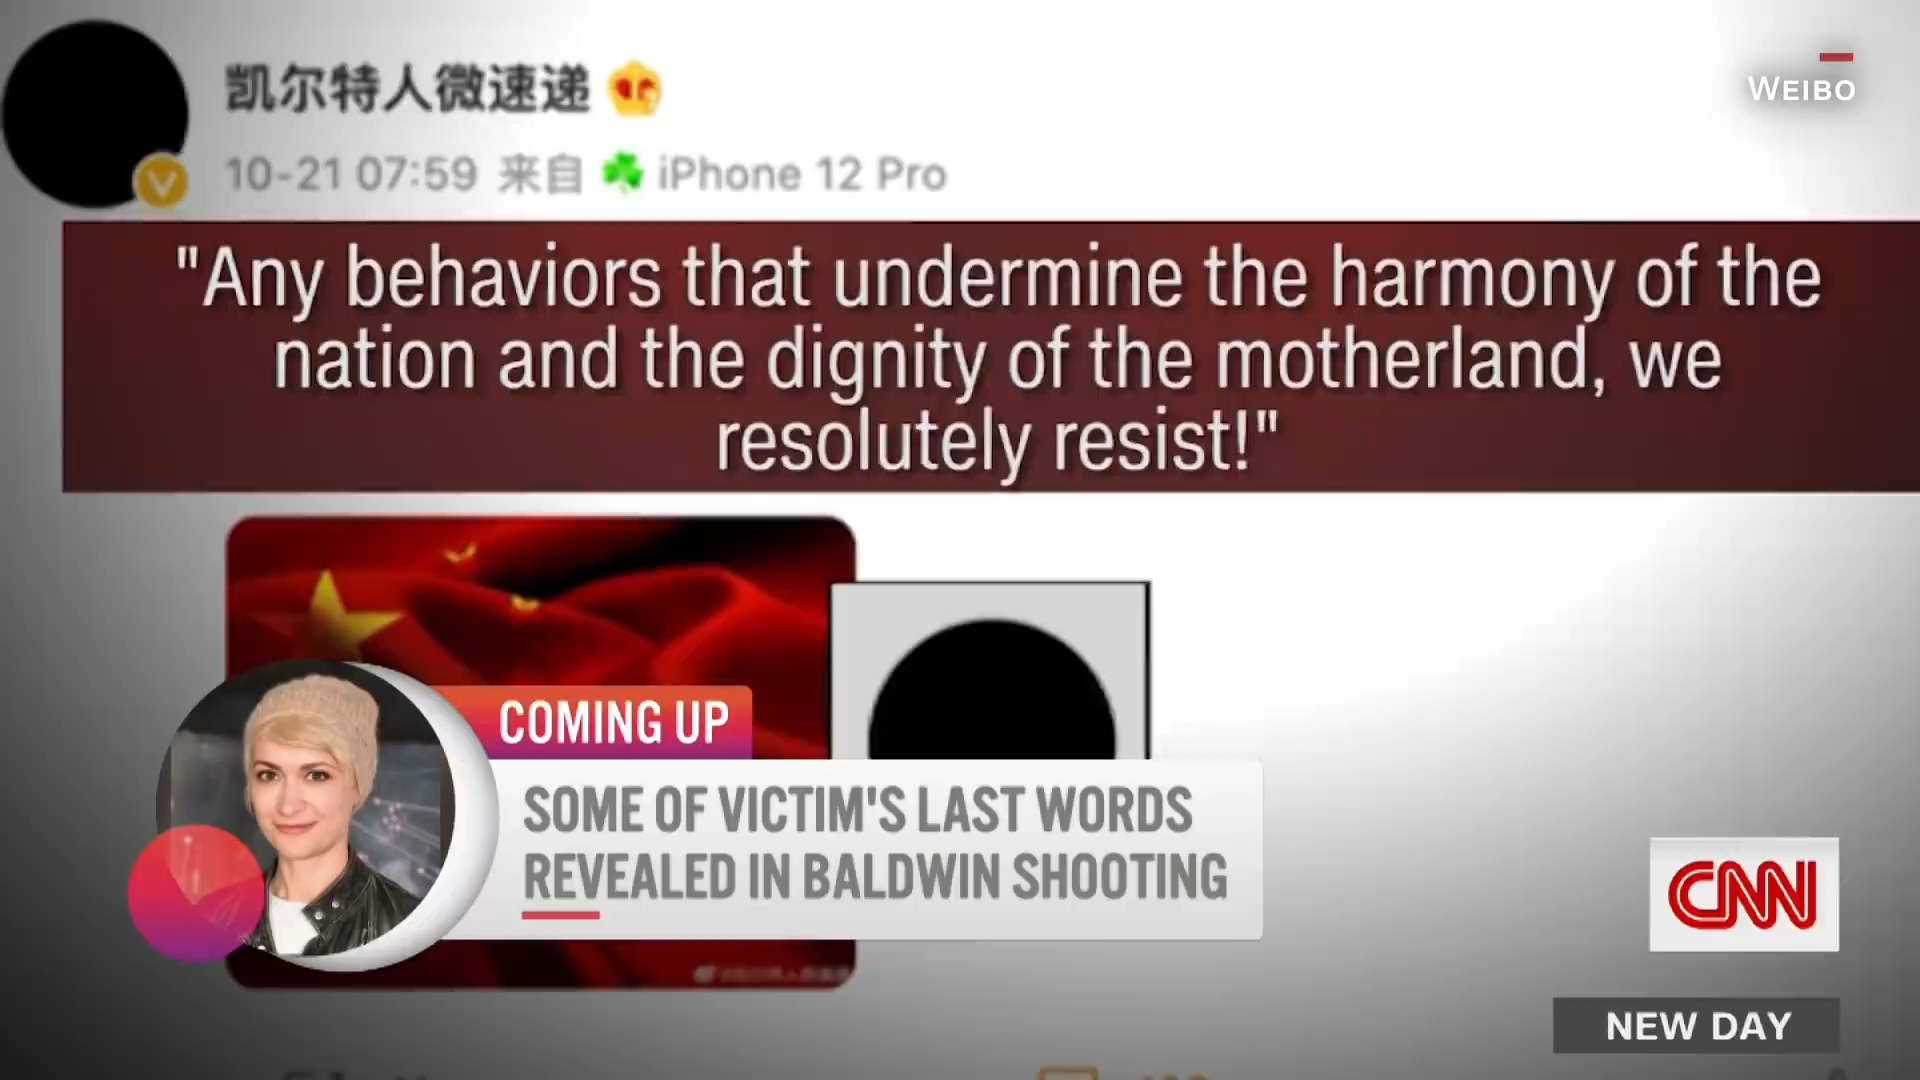 凯尔特人微速递
WEIBO
10-21 07:59 来自 iPhone 12 Pro
"Any behaviors that undermine the harmony of the
nation and the dignity of the motherland, we
resolutely resist!"
COMING UP
SOME OF VICTIM'S LAST WORDS
REVEALED IN BALDWIN SHOOTING
CNN
NEW DAY